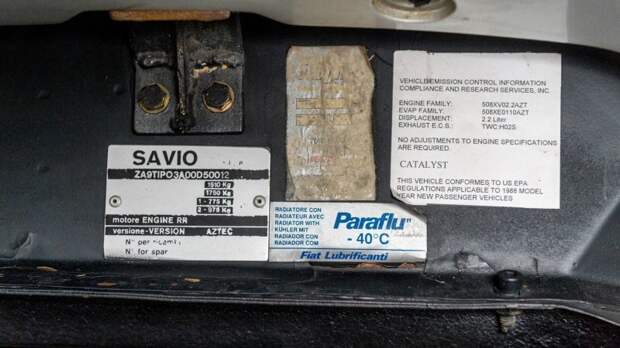 SAVIO
ZA9TIPO3A00D50012
1510 Kg
1750 Kg
1 - 775 Kg
2 - 975 Kg
motore ENGINE RR
versione-VERSION AZTEC
N° per
N° for spar
RADIATORE CON
RADIATEUR AVEC
RADIATOR WITH
KÜHLER MIT
RADIADOR CON
RADIADOR COM
Paraflu"
- 40°C
Fiat Lubrificanti
VEHICLE EMISSION CONTROL INFORMATION
COMPLIANCE AND RESEARCH SERVICES, INC.
ENGINE FAMILY: 508XV02.2AZT
EVAP FAMILY: 508XE0110AZT
DISPLACEMENT: 2.2 Liter
EXHAUST E.C.S.: TWC:HO2S
NO ADJUSTMENTS TO ENGINE SPECIFICATIONS
ARE REQUIRED.
CATALYST
THIS VEHICLE CONFORMS TO US EPA
REGULATIONS APPLICABLE TO 1988 MODEL
YEAR NEW PASSENGER VEHICLES